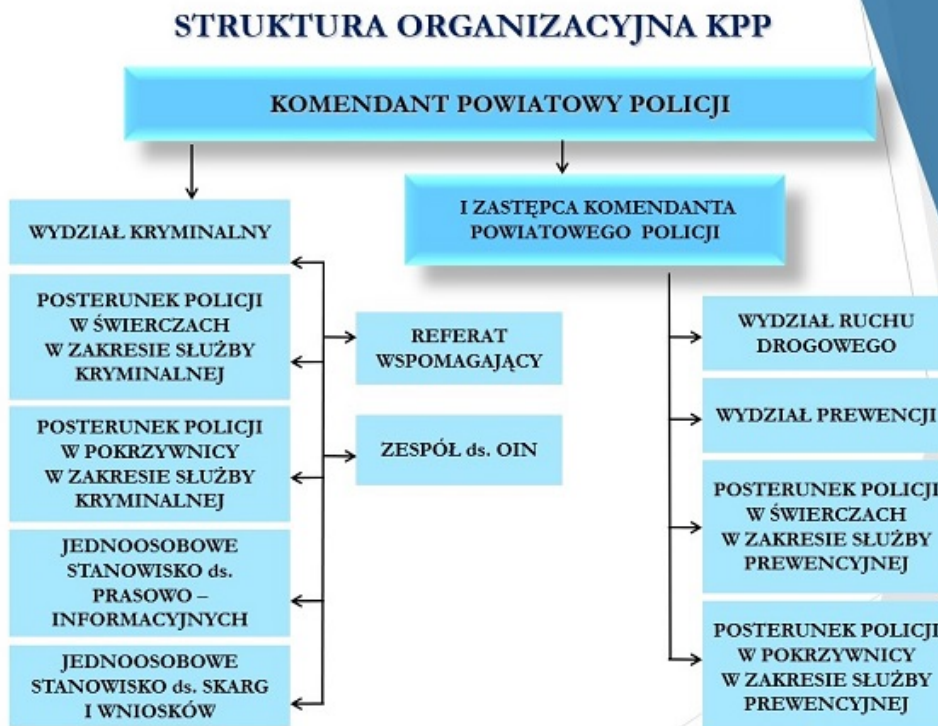 STRUKTURA ORGANIZACYJNA KPP
KOMENDANT POWIATOWY POLICJI
I ZASTĘPCA KOMENDANTA
POWIATOWEGO POLICJI
WYDZIAŁ KRYMINALNY
POSTERUNEK POLICJI
W ŚWIERCZACH
W ZAKRESIE SŁUŻBY
KRYMINALNEJ
POSTERUNEK POLICJI
W POKRZYWNICY
W ZAKRESIE SŁUŻBY
KRYMINALNEJ
JEDNOOSOBOWE
STANOWISKO ds.
PRASOWO –
INFORMACYJNYCH
JEDNOOSOBOWE
STANOWISKO ds. SKARG
I WNIOSKÓW
REFERAT
WSPOMAGAJĄCY
ZESPÓŁ ds. OIN
WYDZIAŁ RUCHU
DROGOWEGO
WYDZIAŁ PREWENCJI
POSTERUNEK POLICJI
W ŚWIERCZACH
W ZAKRESIE SŁUŻBY
PREWENCYJNEJ
POSTERUNEK POLICJI
W POKRZYWNICY
W ZAKRESIE SŁUŻBY
PREWENCYJNEJ